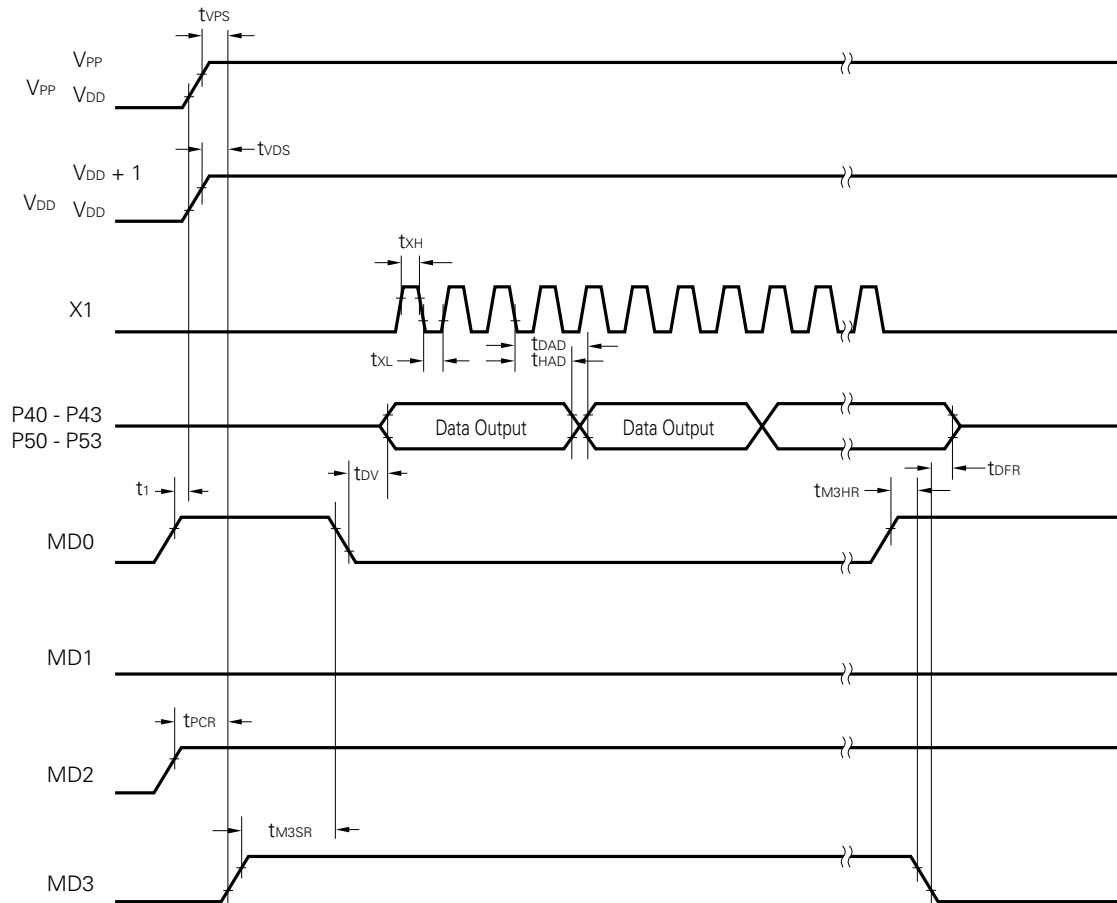 tVPS
VPP
VPP VDD
tVDS
VDD + 1
VDD VDD
tXH
X1
tDAD
tXL tHAD
P40 - P43
P50 - P53
Data Output Data Output
tDV tDFR
t1 tM3HR
MD0
MD1
tPCR
MD2
tM3SR
MD3